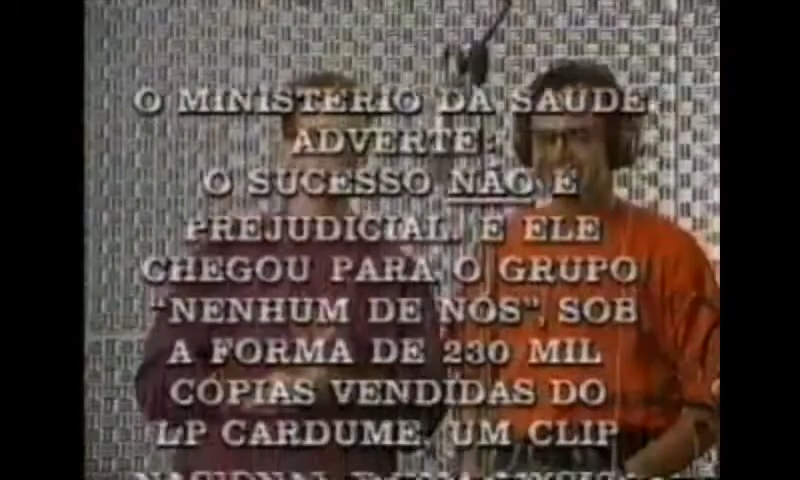 O MINISTÉRIO DA SAÚDE
ADVERTE:
O SUCESSO NÃO É
PREJUDICIAL. E ELE
CHEGOU PARA O GRUPO
"NENHUM DE NÓS", SOB
A FORMA DE 230 MIL
CÓPIAS VENDIDAS DO
LP CARDUME, UM CLIP
NACIONAL